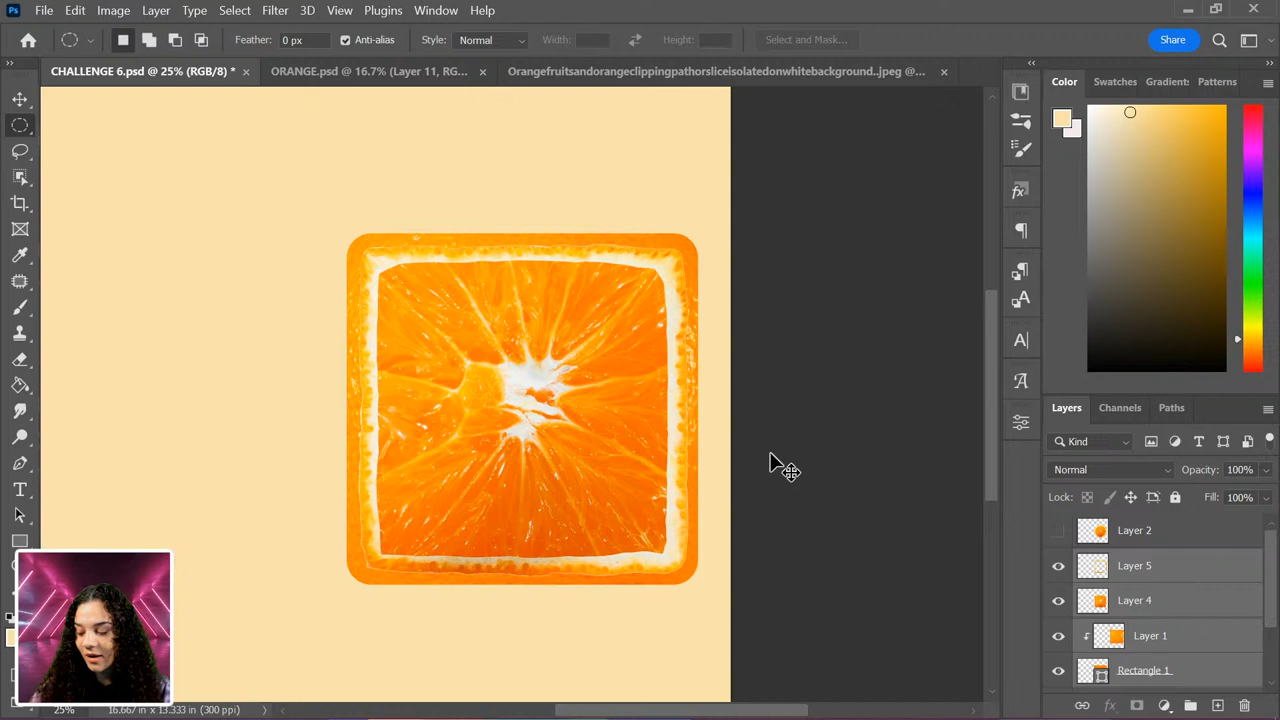 Ps File Edit Image Layer Type Select Filter 3D View Plugins Window Help
Feather: 0 px Anti-alias Style: Normal Width: Height: Select and Mask... Share
CHALLENGE 6.psd @ 25% (RGB/8) * × ORANGE.psd @ 16.7% (Layer 11, RG... × Orangefruitsandorangeclippingpathorsliceisolatedonwhitebackground..jpeg @... ×
Color Swatches Gradient: Patterns
Layers Channels Paths
Kind
Normal Opacity: 100%
Lock: Fill: 100%
Layer 2
Layer 5
Layer 4
Layer 1
Rectangle 1
25% 16.667 in x 13.333 in (300 ppi)